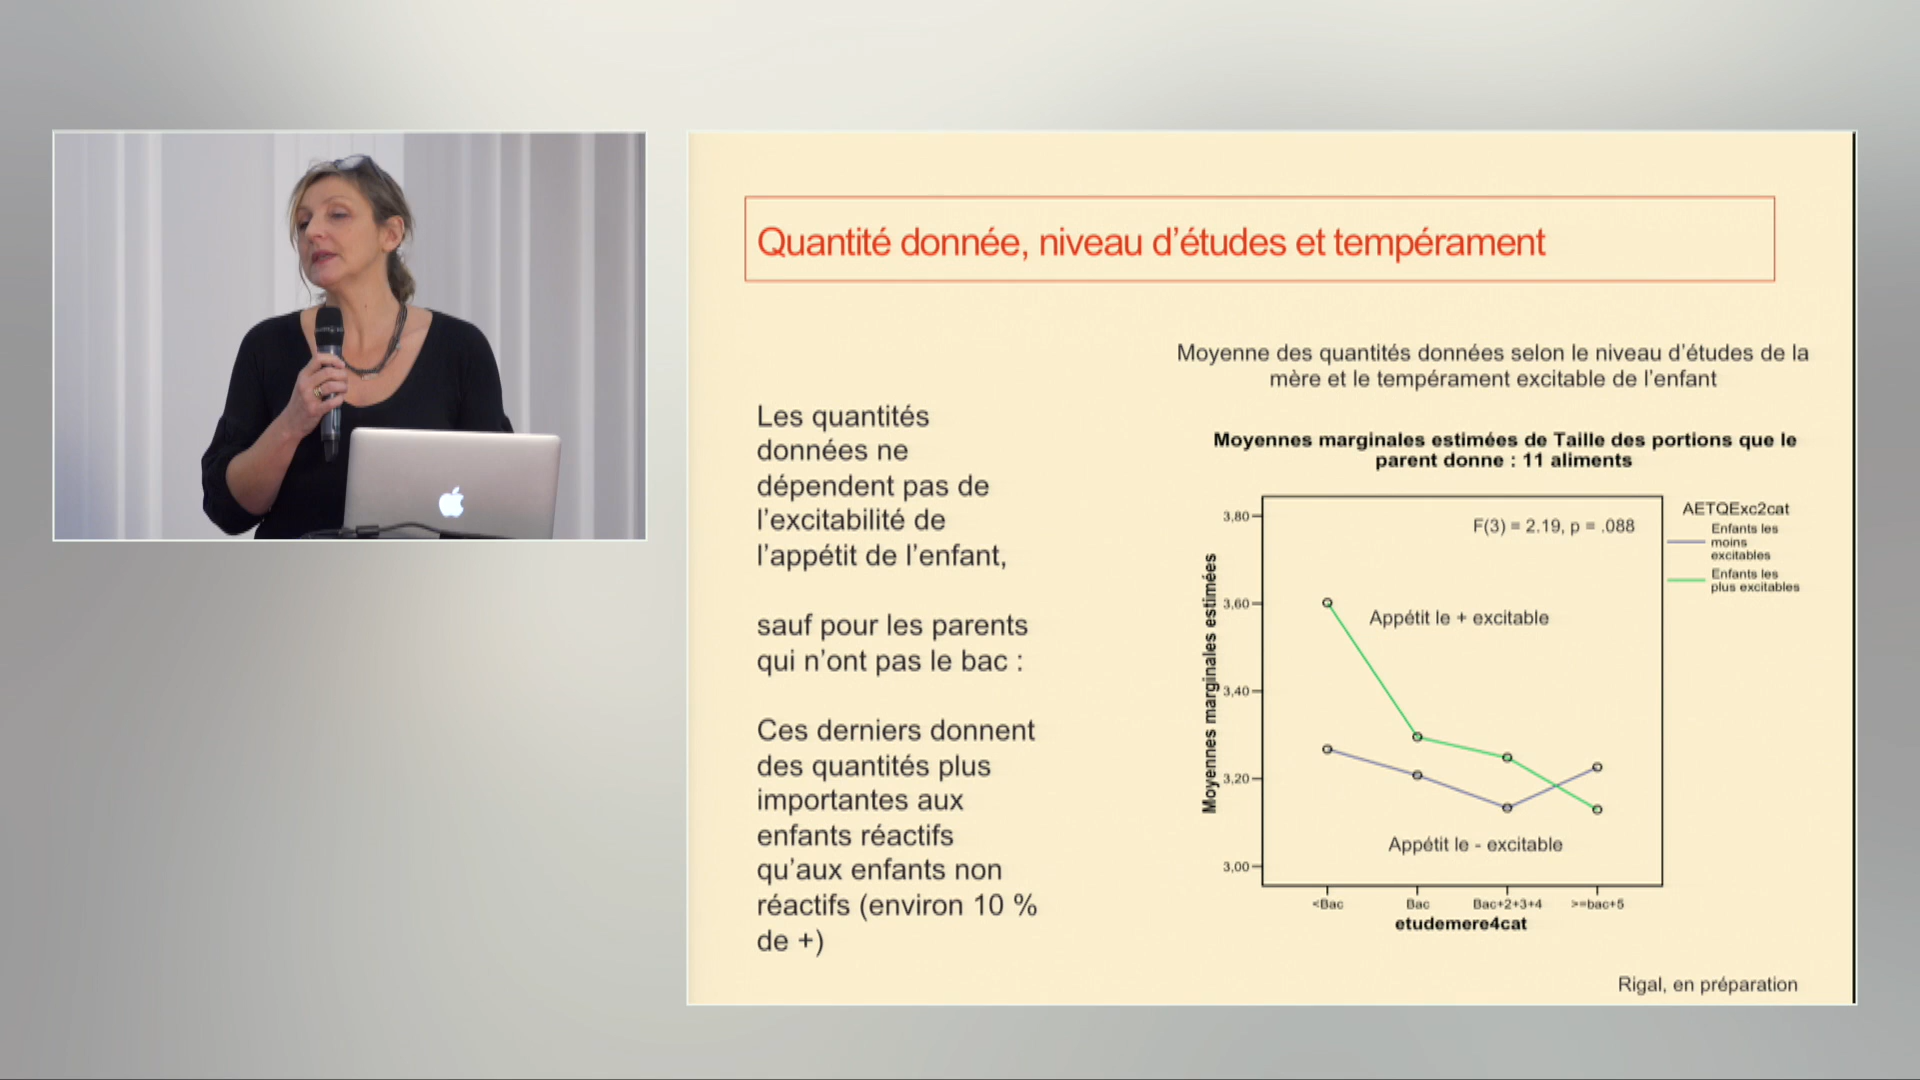 Quantité donnée, niveau d'études et tempérament
Les quantités
données ne
dépendent pas de
l'excitabilité de
l'appétit de l'enfant,
sauf pour les parents
qui n'ont pas le bac :
Ces derniers donnent
des quantités plus
importantes aux
enfants réactifs
qu'aux enfants non
réactifs (environ 10 %
de +)
Moyenne des quantités données selon le niveau d'études de la
mère et le tempérament excitable de l'enfant
Moyennes marginales estimées de Taille des portions que le
parent donne : 11 aliments
Moyennes marginales estimées
3,80
3,60
3,40
3,20
3,00
F(3) = 2.19, p = .088
Appétit le + excitable
Appétit le - excitable
<Bac
Bac
Bac+2+3+4
>=bac+5
etudemere4cat
AETQExc2cat
Enfants les
moins
excitables
Enfants les
plus excitables
Rigal, en préparation